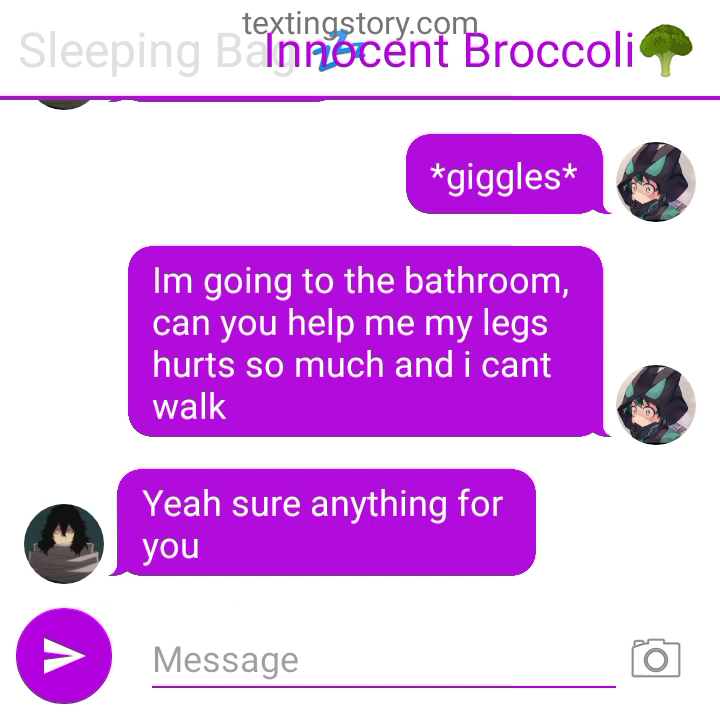 textingstory.com
Sleeping Bag💤
Innocent Broccoli🥦
*giggles*
Im going to the bathroom,
can you help me my legs
hurts so much and i cant
walk
Yeah sure anything for
you
Message